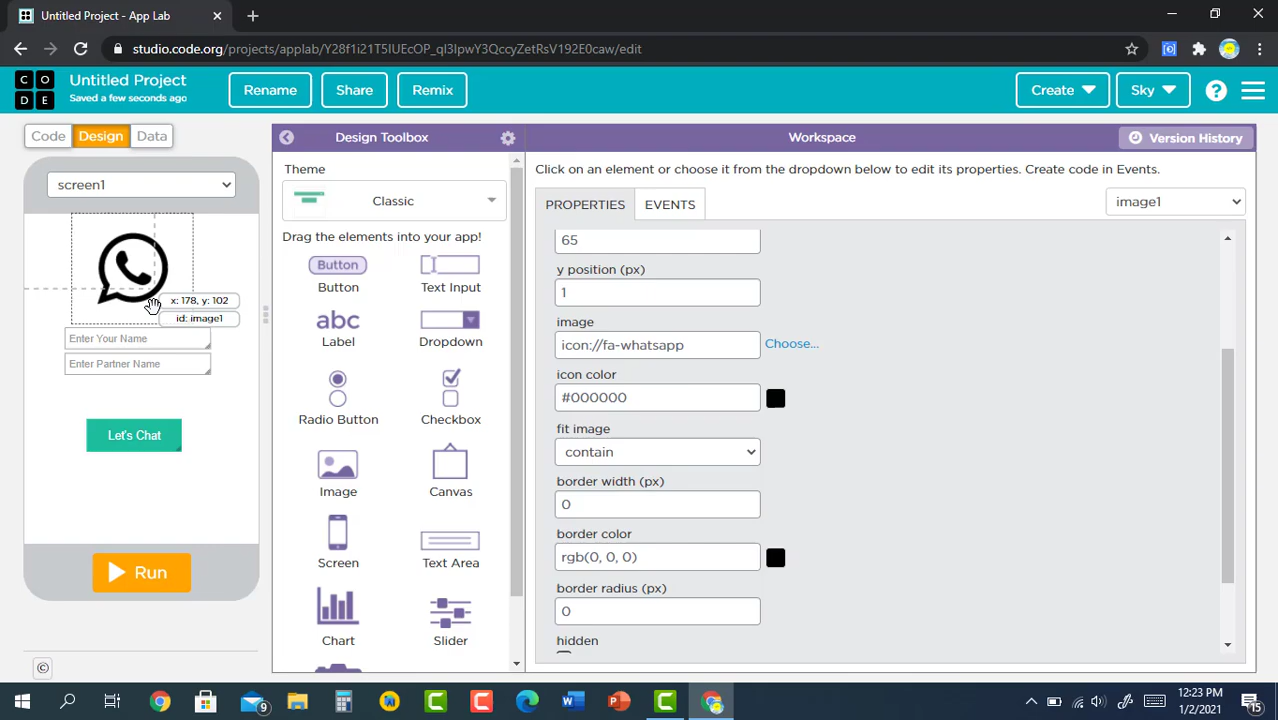 Untitled Project - App Lab
studio.code.org/projects/applab/Y28f1i21T5IUEcOP_qI3IpwY3QccyZetRsV192E0caw/edit
C O
D E
Untitled Project
Saved a few seconds ago
Rename
Share
Remix
Create
Sky
?
Code
Design
Data
Design Toolbox
Workspace
Version History
screen1
Theme
Classic
Drag the elements into your app!
Button
Button
Text Input
abc
Label
Dropdown
Radio Button
Checkbox
Image
Canvas
Screen
Text Area
Chart
Slider
Click on an element or choose it from the dropdown below to edit its properties. Create code in Events.
PROPERTIES
EVENTS
image1
65
y position (px)
1
image
icon://fa-whatsapp
Choose...
icon color
#000000
fit image
contain
border width (px)
0
border color
rgb(0, 0, 0)
border radius (px)
0
hidden
x: 178, y: 102
id: image1
Enter Your Name
Enter Partner Name
Let's Chat
Run
©
9
12:23 PM
1/2/2021
15